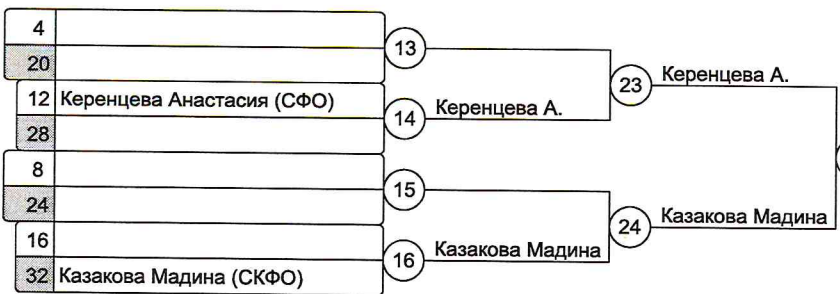 4
20
13
12 Керенцева Анастасия (СФО)
28
14 Керенцева А.
23 Керенцева А.
8
24
15
16
32 Казакова Мадина (СКФО)
16 Казакова Мадина
24 Казакова Мадина